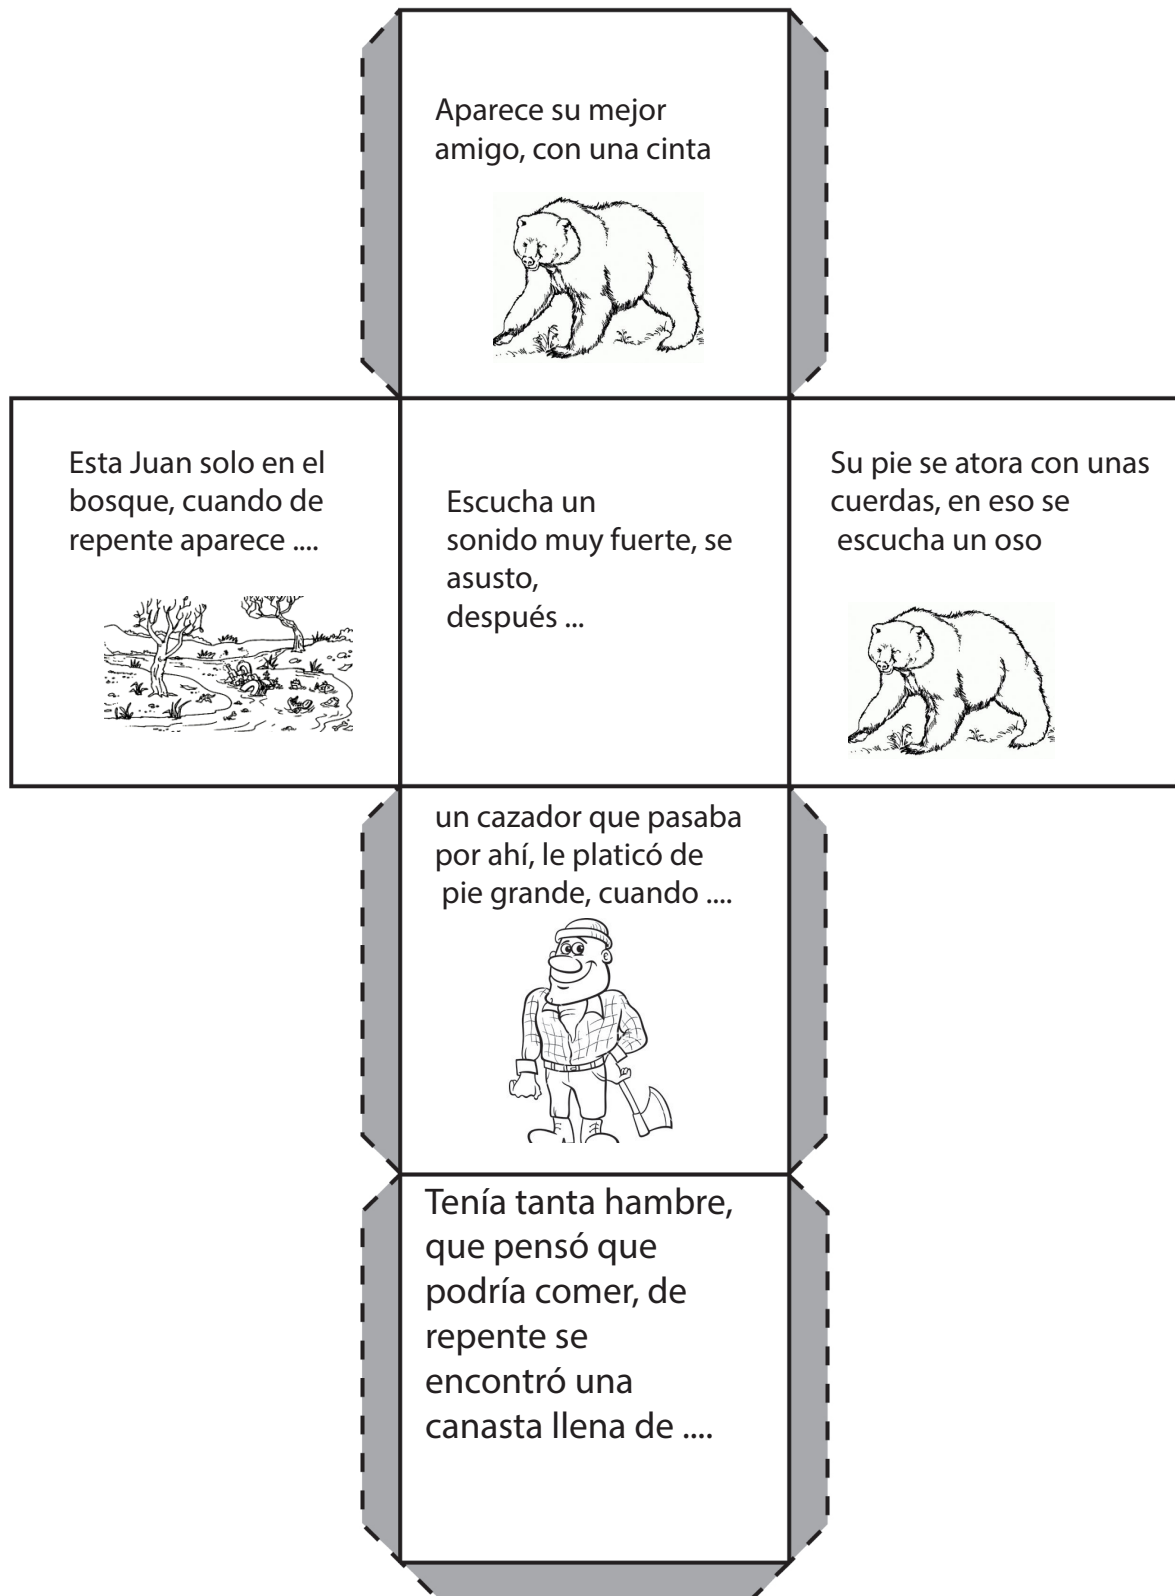 Aparece su mejor
amigo, con una cinta
Esta Juan solo en el
bosque, cuando de
repente aparece ....
Escucha un
sonido muy fuerte, se
asusto,
después ...
Su pie se atora con unas
cuerdas, en eso se
escucha un oso
un cazador que pasaba
por ahí, le platicó de
pie grande, cuando ....
Tenía tanta hambre,
que pensó que
podría comer, de
repente se
encontró una
canasta llena de ....